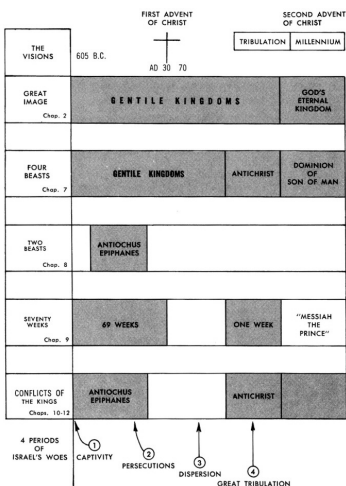 FIRST ADVENT
OF CHRIST
SECOND ADVENT
OF CHRIST
THE
VISIONS
605 B.C.
AD 30 70
TRIBULATION
MILLENNIUM
GREAT
IMAGE
Chap. 2
GENTILE KINGDOMS
GOD'S
ETERNAL
KINGDOM
FOUR
BEASTS
Chap. 7
GENTILE KINGDOMS
ANTICHRIST
DOMINION
OF
SON OF MAN
TWO
BEASTS
Chap. 8
ANTIOCHUS
EPIPHANES
SEVENTY
WEEKS
Chap. 9
69 WEEKS
ONE WEEK
"MESSIAH
THE
PRINCE"
CONFLICTS OF
THE KINGS
Chaps. 10-12
ANTIOCHUS
EPIPHANES
ANTICHRIST
4 PERIODS
OF
ISRAEL'S WOES
1
CAPTIVITY
2
PERSECUTIONS
3
DISPERSION
4
GREAT TRIBULATION